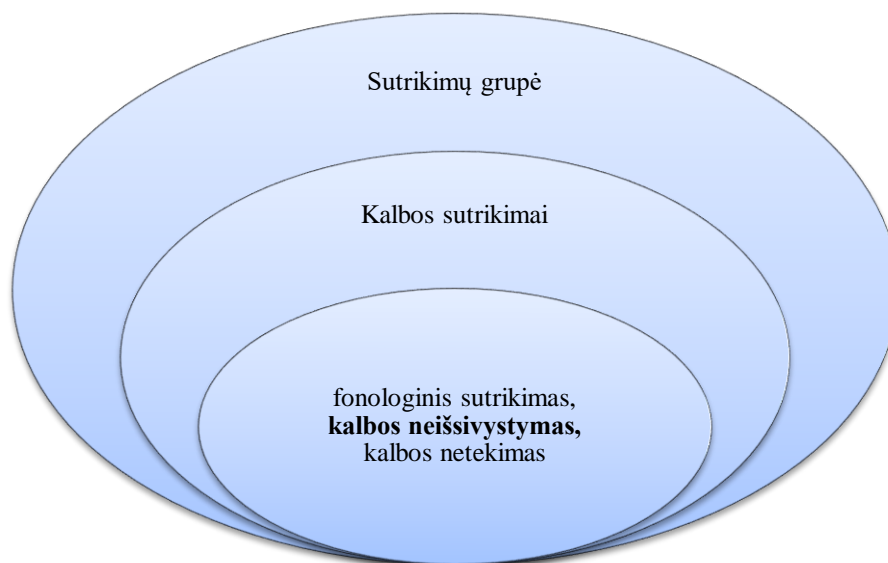 Sutrikimų grupė
Kalbos sutrikimai
fonologinis sutrikimas,
kalbos neišsivystymas,
kalbos netekimas